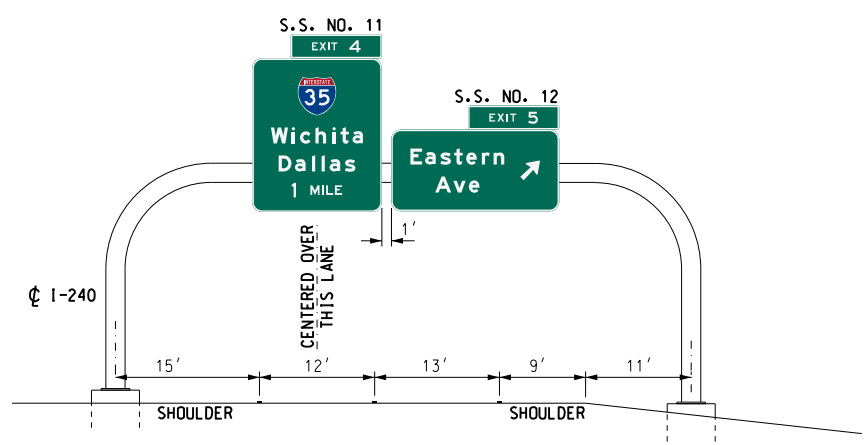 S.S. NO. 11
EXIT 4
INTERSTATE
35
Wichita
Dallas
1 MILE
S.S. NO. 12
EXIT 5
Eastern
Ave
1'
CENTERED OVER
THIS LANE
℄ I-240
15'
12'
13'
9'
11'
SHOULDER
SHOULDER